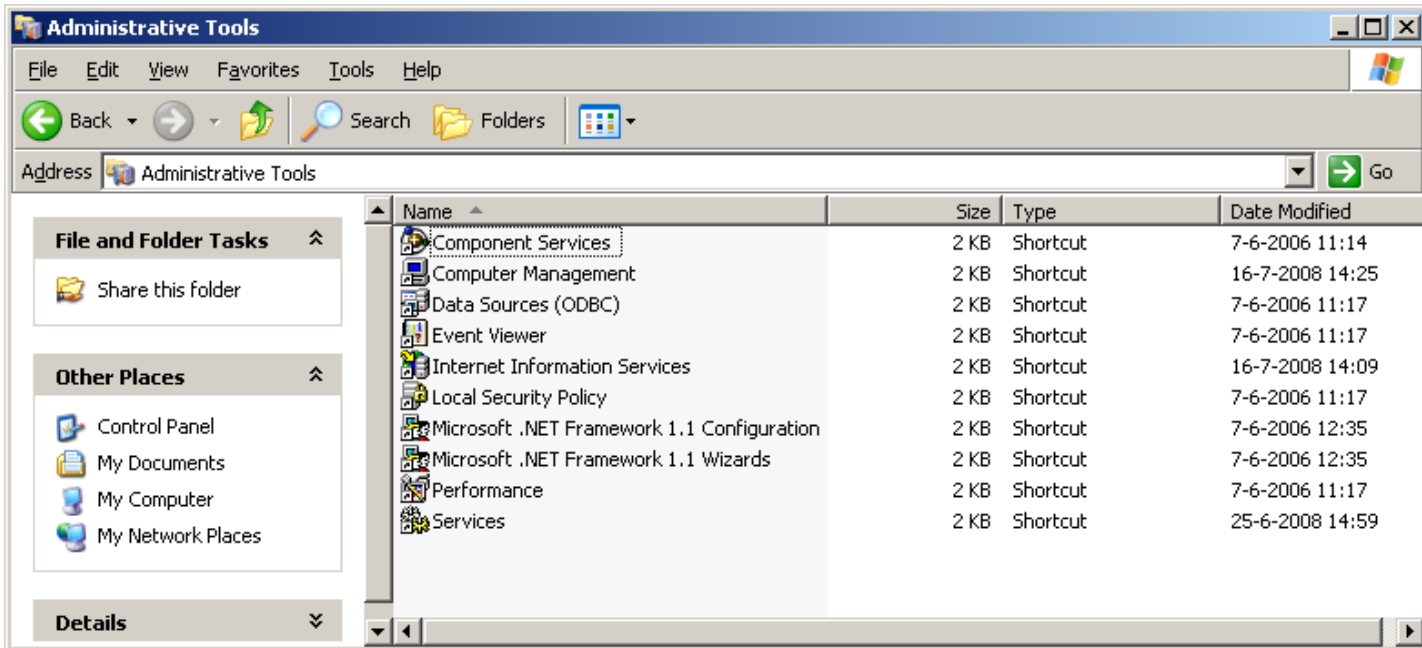 Administrative Tools
File Edit View Favorites Tools Help
Back Search Folders
Address Administrative Tools Go
File and Folder Tasks
Share this folder
Other Places
Control Panel
My Documents
My Computer
My Network Places
Details
Name Size Type Date Modified
Component Services 2 KB Shortcut 7-6-2006 11:14
Computer Management 2 KB Shortcut 16-7-2008 14:25
Data Sources (ODBC) 2 KB Shortcut 7-6-2006 11:17
Event Viewer 2 KB Shortcut 7-6-2006 11:17
Internet Information Services 2 KB Shortcut 16-7-2008 14:09
Local Security Policy 2 KB Shortcut 7-6-2006 11:17
Microsoft .NET Framework 1.1 Configuration 2 KB Shortcut 7-6-2006 12:35
Microsoft .NET Framework 1.1 Wizards 2 KB Shortcut 7-6-2006 12:35
Performance 2 KB Shortcut 7-6-2006 11:17
Services 2 KB Shortcut 25-6-2008 14:59